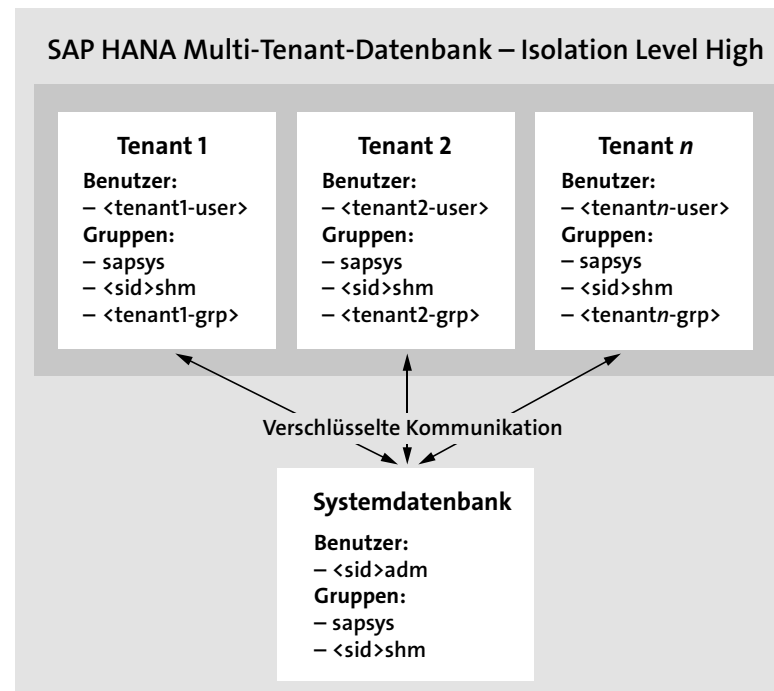 SAP HANA Multi-Tenant-Datenbank – Isolation Level High
Tenant 1
Benutzer:
– <tenant1-user>
Gruppen:
– sapsys
– <sid>shm
– <tenant1-grp>
Tenant 2
Benutzer:
– <tenant2-user>
Gruppen:
– sapsys
– <sid>shm
– <tenant2-grp>
Tenant n
Benutzer:
– <tenantn-user>
Gruppen:
– sapsys
– <sid>shm
– <tenantn-grp>
Verschlüsselte Kommunikation
Systemdatenbank
Benutzer:
– <sid>adm
Gruppen:
– sapsys
– <sid>shm